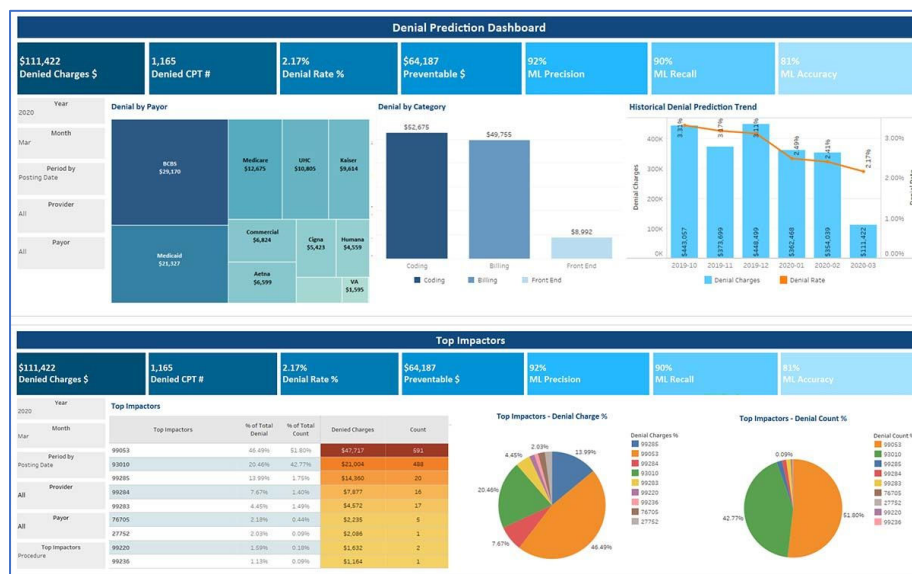 Denial Prediction Dashboard
$111,422
Denied Charges $
1,165
Denied CPT #
2.17%
Denial Rate %
$64,187
Preventable $
92%
ML Precision
90%
ML Recall
81%
ML Accuracy
Year
2020
Month
Mar
Period by
Posting Date
Provider
All
Payor
All
Denial by Payor
BCBS
$29,170
Medicare
$12,675
UHC
$10,805
Kaiser
$9,614
Medicaid
$21,327
Commercial
$6,824
Cigna
$5,423
Humana
$4,559
Aetna
$6,599
VA
$1,595
Denial by Category
$52,675
$49,755
$8,992
Coding
Billing
Front End
Coding Billing Front End
Historical Denial Prediction Trend
Denial Charges
400K
300K
200K
100K
0K
3.31%
3.17%
3.11%
2.49%
2.41%
2.17%
$443,057
$373,699
$448,499
$362,468
$354,039
$111,422
3.00%
2.00%
1.00%
0.00%
2019-10 2019-11 2019-12 2020-01 2020-02 2020-03
Denial Charges Denial Rate
Top Impactors
$111,422
Denied Charges $
1,165
Denied CPT #
2.17%
Denial Rate %
$64,187
Preventable $
92%
ML Precision
90%
ML Recall
81%
ML Accuracy
Year
2020
Month
Mar
Period by
Posting Date
Provider
All
Payor
All
Top Impactors
Procedure
Top Impactors
Top Impactors % of Total Denial % of Total Count Denied Charges Count
99053 46.49% 51.80% $47,717 591
93010 20.46% 42.77% $21,004 488
99285 13.99% 1.75% $14,360 20
99284 7.67% 1.40% $7,877 16
99283 4.45% 1.49% $4,572 17
76705 2.18% 0.44% $2,235 5
27752 2.03% 0.09% $2,086 1
99220 1.59% 0.18% $1,632 2
99236 1.13% 0.09% $1,164 1
Top Impactors - Denial Charge %
2.03%
4.45%
13.99%
20.46%
7.67%
46.49%
Denial Charges %
99285
99053
99284
93010
99283
99220
99236
76705
27752
Top Impactors - Denial Count %
0.09%
42.77%
51.80%
Denial Count %
99053
93010
99285
99284
99283
76705
27752
99220
99236